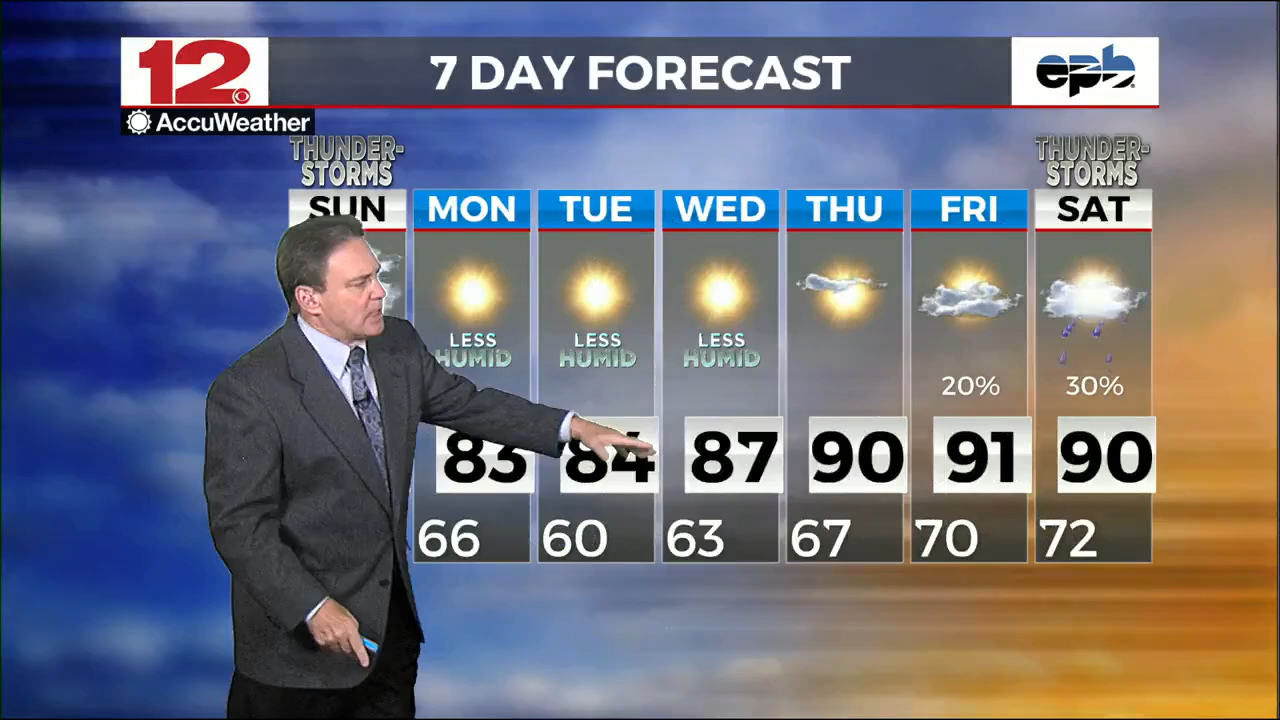 12
7 DAY FORECAST
epb
AccuWeather
THUNDER-
STORMS
THUNDER-
STORMS
SUN MON TUE WED THU FRI SAT
LESS
HUMID
LESS
HUMID
LESS
HUMID
20% 30%
83 84 87 90 91 90
66 60 63 67 70 72